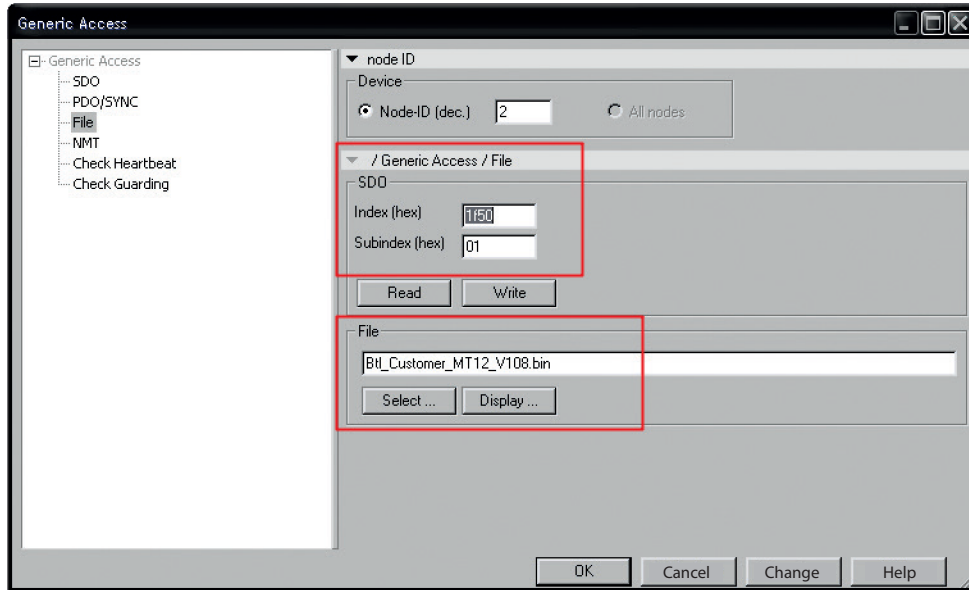 Generic Access
Generic Access
SDO
PDO/SYNC
File
NMT
Check Heartbeat
Check Guarding
node ID
Device
Node-ID (dec.) 2 All nodes
/ Generic Access / File
SDO
Index (hex) 1f50
Subindex (hex) 01
Read Write
File
Btl_Customer_MT12_V108.bin
Select ... Display ...
OK Cancel Change Help